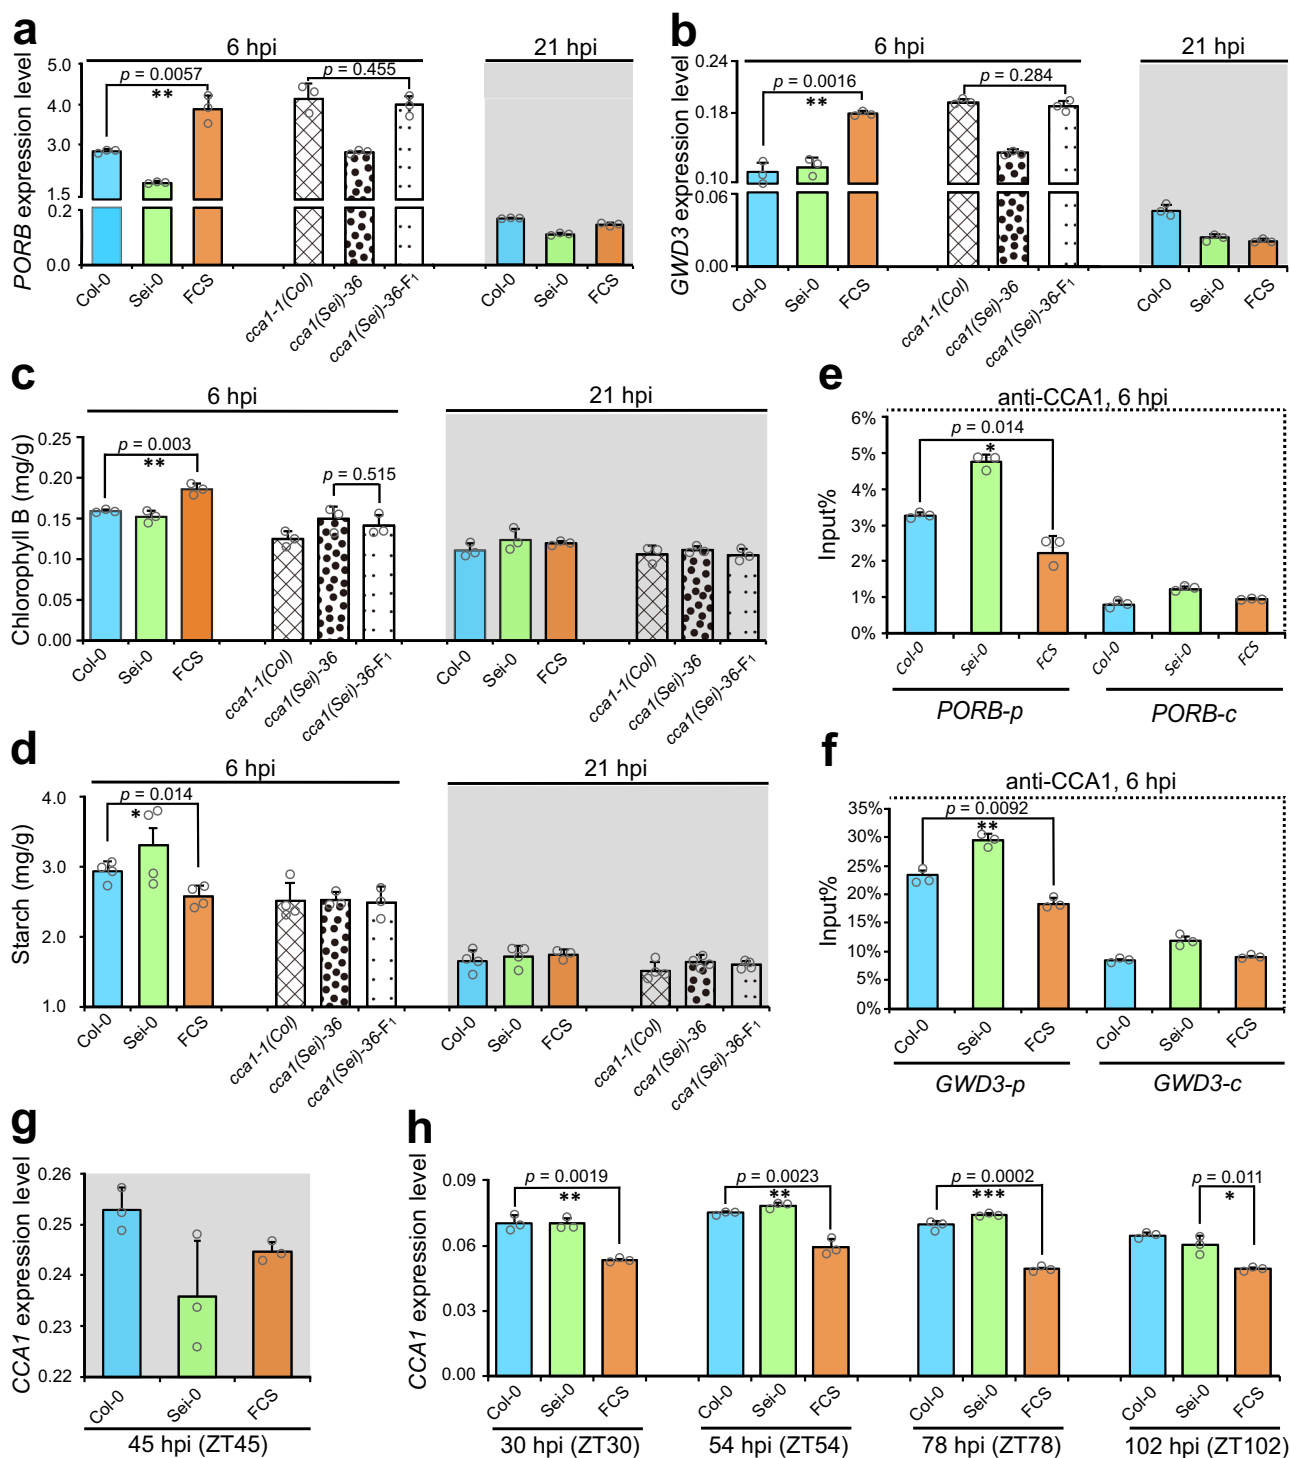 a
6 hpi
21 hpi
PORB expression level
5.0
4.0
3.0
1.5
0.2
0.0
p = 0.0057
**
p = 0.455
Col-0
Sei-0
FCS
cca1-1(Col)
cca1(Sei)-36
cca1(Sei)-36-F1
Col-0
Sei-0
FCS
b
6 hpi
21 hpi
GWD3 expression level
0.24
0.18
0.10
0.06
0.00
p = 0.0016
**
p = 0.284
Col-0
Sei-0
FCS
cca1-1(Col)
cca1(Sei)-36
cca1(Sei)-36-F1
Col-0
Sei-0
FCS
c
6 hpi
21 hpi
Chlorophyll B (mg/g)
0.25
0.20
0.15
0.10
0.05
0.00
p = 0.003
**
p = 0.515
Col-0
Sei-0
FCS
cca1-1(Col)
cca1(Sei)-36
cca1(Sei)-36-F1
Col-0
Sei-0
FCS
cca1-1(Col)
cca1(Sei)-36
cca1(Sei)-36-F1
e
anti-CCA1, 6 hpi
Input%
6%
5%
4%
3%
2%
1%
0%
p = 0.014
*
Col-0
Sei-0
FCS
Col-0
Sei-0
FCS
PORB-p
PORB-c
d
6 hpi
21 hpi
Starch (mg/g)
4.0
3.0
2.0
1.0
p = 0.014
*
Col-0
Sei-0
FCS
cca1-1(Col)
cca1(Sei)-36
cca1(Sei)-36-F1
Col-0
Sei-0
FCS
cca1-1(Col)
cca1(Sei)-36
cca1(Sei)-36-F1
f
anti-CCA1, 6 hpi
Input%
35%
30%
25%
20%
15%
10%
5%
0%
p = 0.0092
**
Col-0
Sei-0
FCS
Col-0
Sei-0
FCS
GWD3-p
GWD3-c
g
CCA1 expression level
0.26
0.25
0.24
0.23
0.22
Col-0
Sei-0
FCS
45 hpi (ZT45)
h
CCA1 expression level
0.09
0.06
0.03
0.00
p = 0.0019
**
p = 0.0023
**
p = 0.0002
***
p = 0.011
*
Col-0
Sei-0
FCS
Col-0
Sei-0
FCS
Col-0
Sei-0
FCS
Col-0
Sei-0
FCS
30 hpi (ZT30)
54 hpi (ZT54)
78 hpi (ZT78)
102 hpi (ZT102)